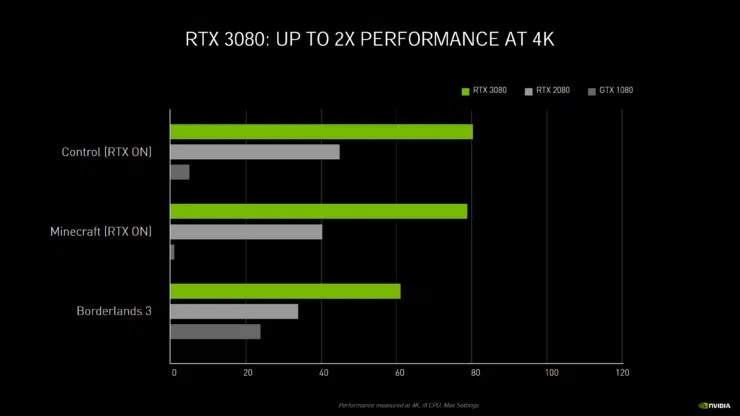 RTX 3080: UP TO 2X PERFORMANCE AT 4K
RTX 3080 RTX 2080 GTX 1080
Control (RTX ON)
Minecraft (RTX ON)
Borderlands 3
0 20 40 60 80 100 120
Performance measured at 4K, i9 CPU, Max Settings
NVIDIA